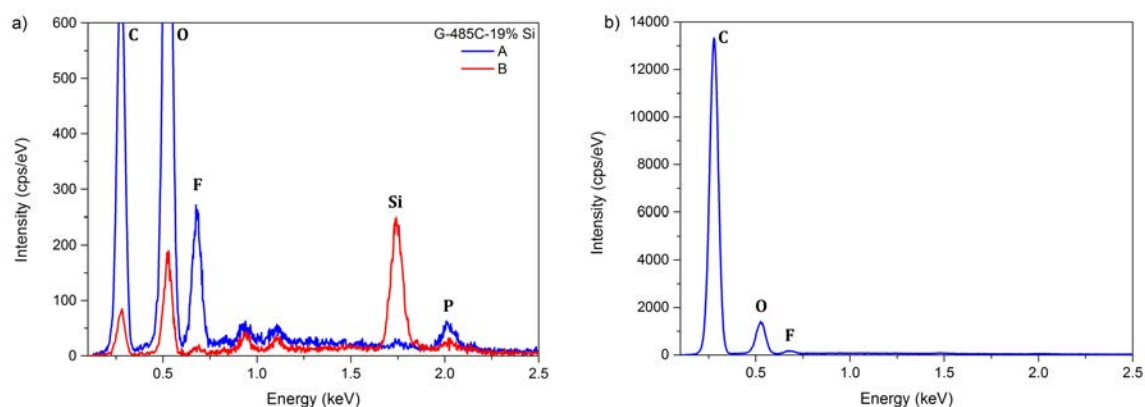 a)
G-485C-19% Si
A
B
C
O
F
Si
P
600
500
400
300
200
100
0
0.5
1.0
1.5
2.0
2.5
Intensity (cps/eV)
Energy (keV)
b)
C
O
F
14000
12000
10000
8000
6000
4000
2000
0
0.5
1.0
1.5
2.0
2.5
Intensity (cps/eV)
Energy (keV)